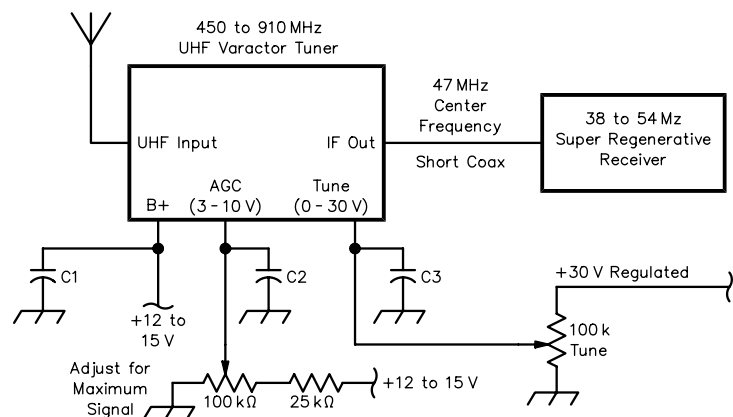 450 to 910 MHz
UHF Varactor Tuner
47 MHz
Center
Frequency
38 to 54 Mz
Super Regenerative
Receiver
UHF Input
IF Out
Short Coax
AGC
(3 - 10 V)
Tune
(0 - 30 V)
B+
C1
C2
C3
+30 V Regulated
+12 to
15 V
100 k
Tune
Adjust for
Maximum
Signal
100 kΩ
25 kΩ
+12 to 15 V